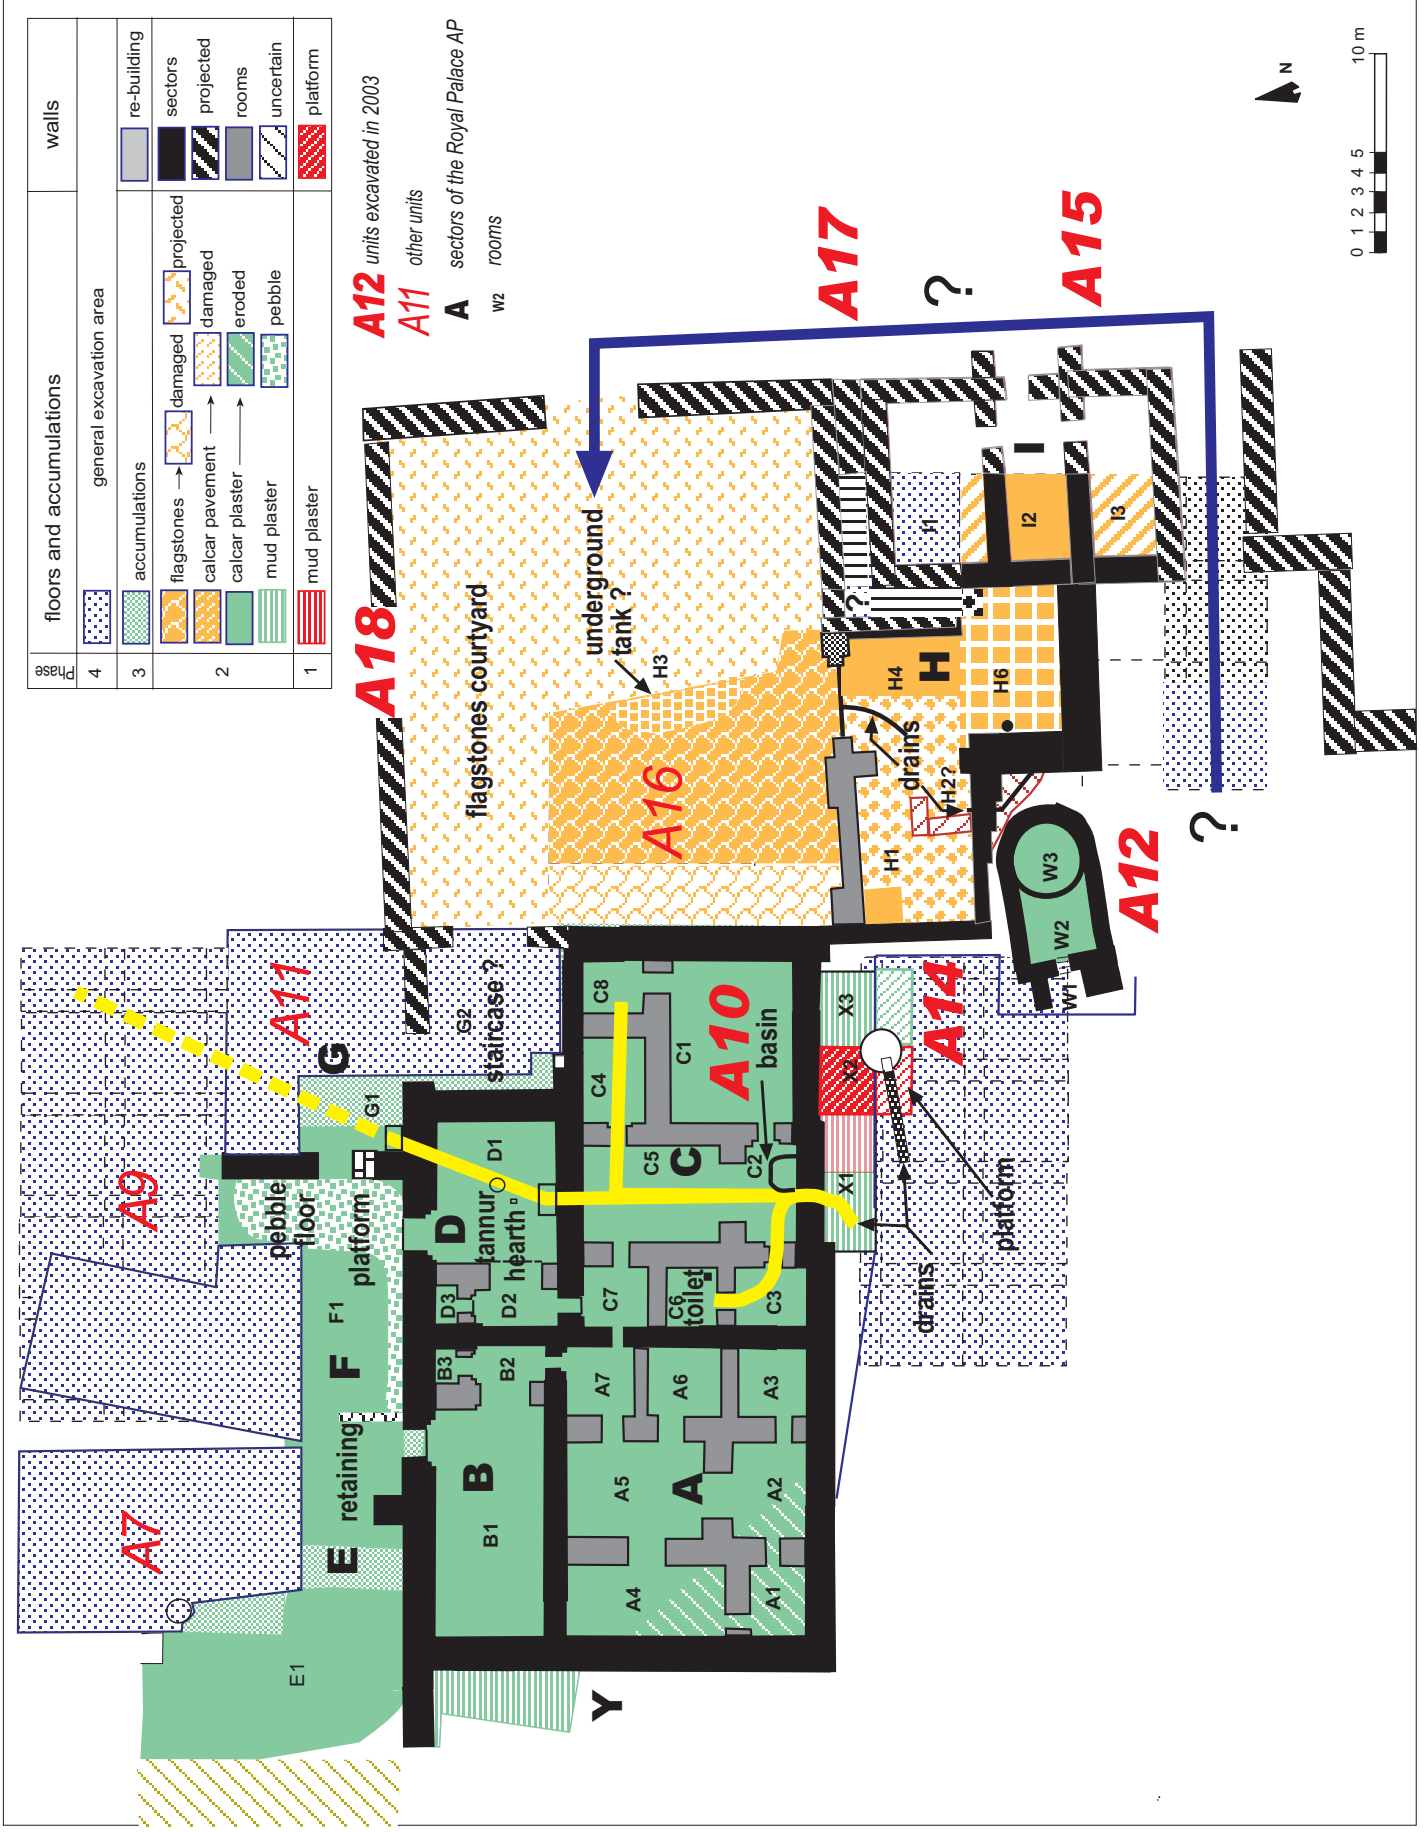 Phase
floors and accumulations
walls
4
general excavation area
3
accumulations
re-building
2
flagstones
damaged
projected
sectors
calcar pavement
damaged
projected
calcar plaster
eroded
rooms
mud plaster
pebble
uncertain
1
mud plaster
platform
A12 units excavated in 2003
A11 other units
A sectors of the Royal Palace AP
W2 rooms
A7
A9
A11
A18
A17
A15
A16
A10
A14
A12
E1
E
retaining
F
F1
platform
pebble
floor
G
G1
G2
staircase ?
flagstones courtyard
underground
tank ?
H3
?
B
B1
B2
B3
D
D1
D2
D3
tannur
hearth
A
A1
A2
A3
A4
A5
A6
A7
C
C1
C2
C3
C4
C5
C6
C7
C8
toilet
basin
H
H1
H2?
H4
H6
drains
?
I
I1
I2
I3
X1
X2
X3
W1
W2
W3
?
drains
platform
Y
N
0 1 2 3 4 5
10 m